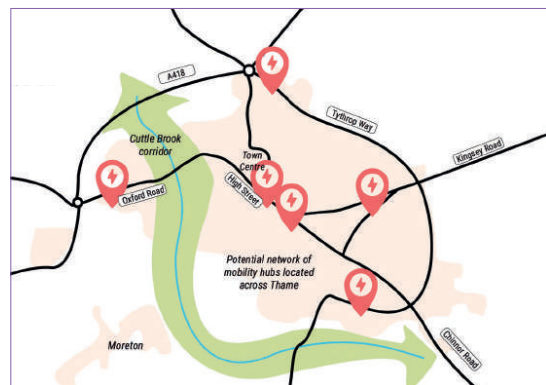 A418
Tythrop Way
Cuttle Brook
corridor
Town
Centre
Kingsey Road
Oxford Road
High Street
Potential network of
mobility hubs located
across Thame
Moreton
Chinnor Road